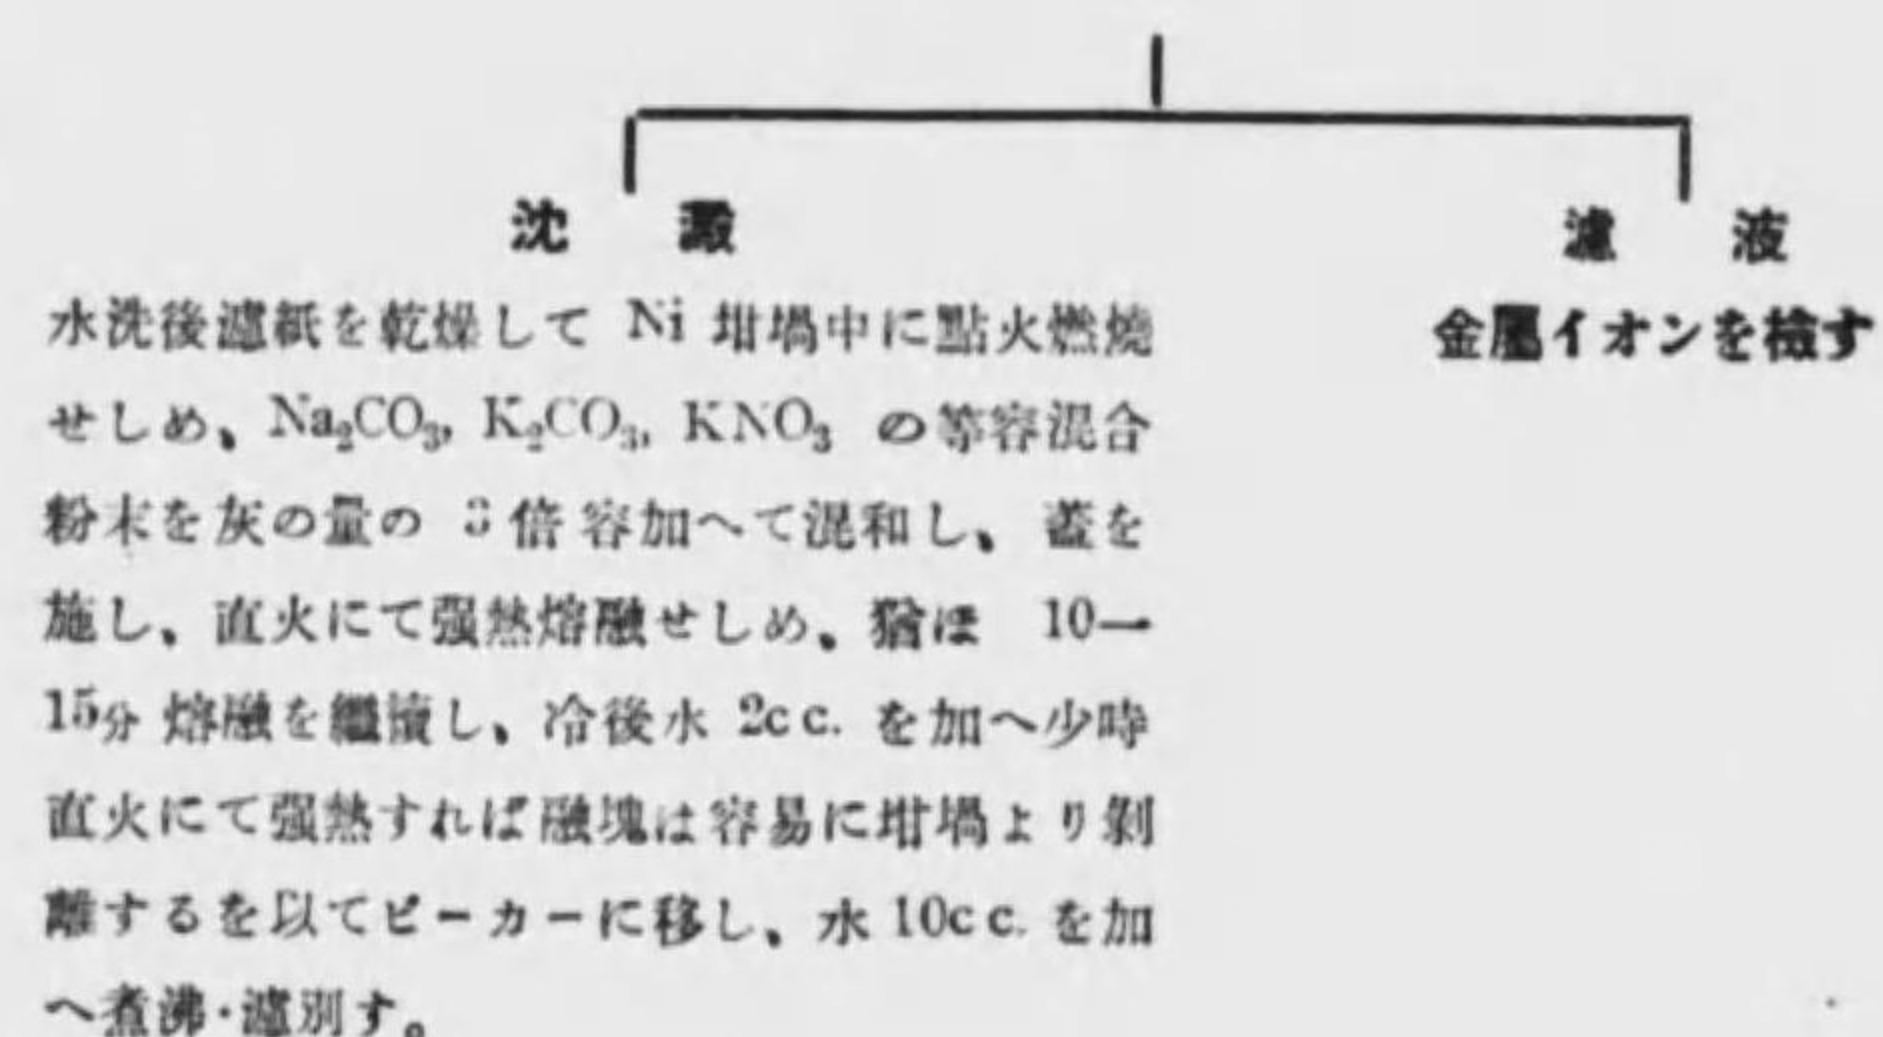 沈澱
濾液
水洗後濾紙を乾燥して Ni 坩堝中に點火燃燒
せしめ、Na₂CO₃, K₂CO₃, KNO₃ の等容混合
粉末を灰の量の 3倍容加へて混和し、蓋を
施し、直火にて强熱熔融せしめ、猶ほ 10—
15分 熔融を繼續し、冷後水 2cc. を加へ少時
直火にて强熱すれば融塊は容易に坩堝より剝
離するを以てビーカーに移し、水 10cc. を加
へ煮沸・濾別す。
金屬イオンを檢す